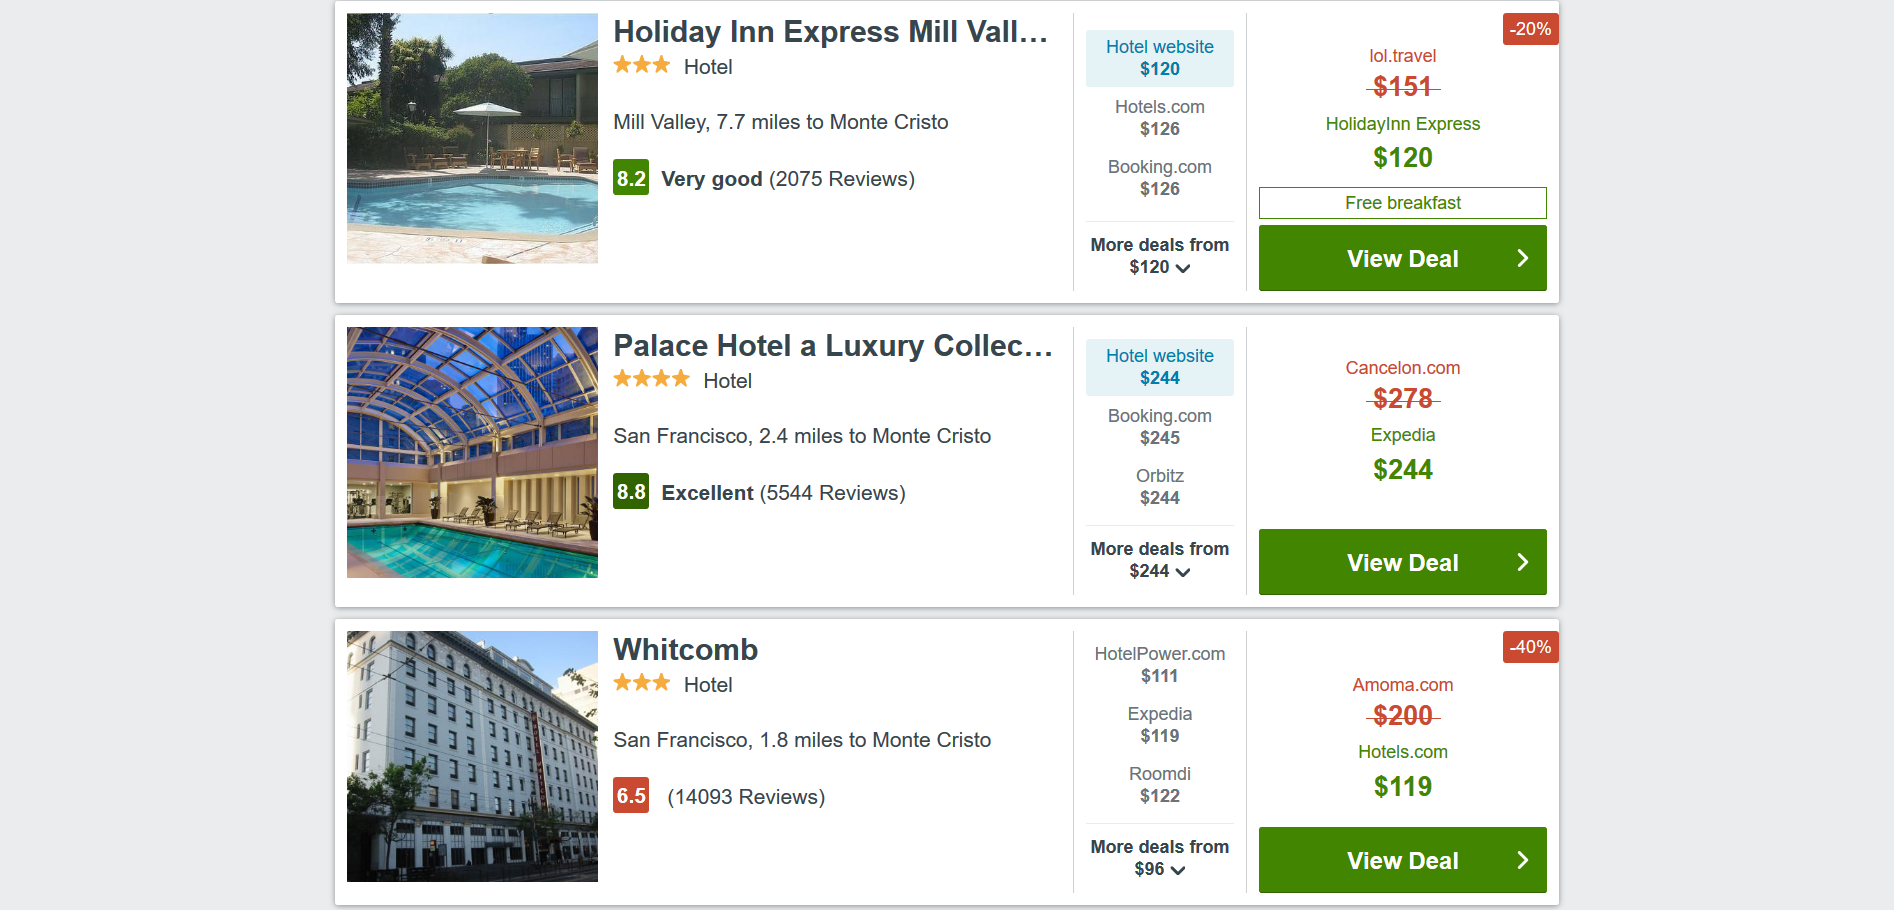 Holiday Inn Express Mill Vall...
Hotel
Mill Valley, 7.7 miles to Monte Cristo
8.2 Very good (2075 Reviews)
Hotel website
$120
Hotels.com
$126
Booking.com
$126
More deals from
$120
-20%
lol.travel
$151
HolidayInn Express
$120
Free breakfast
View Deal
Palace Hotel a Luxury Collec...
Hotel
San Francisco, 2.4 miles to Monte Cristo
8.8 Excellent (5544 Reviews)
Hotel website
$244
Booking.com
$245
Orbitz
$244
More deals from
$244
Cancelon.com
$278
Expedia
$244
View Deal
Whitcomb
Hotel
San Francisco, 1.8 miles to Monte Cristo
6.5 (14093 Reviews)
HotelPower.com
$111
Expedia
$119
Roomdi
$122
More deals from
$96
-40%
Amoma.com
$200
Hotels.com
$119
View Deal